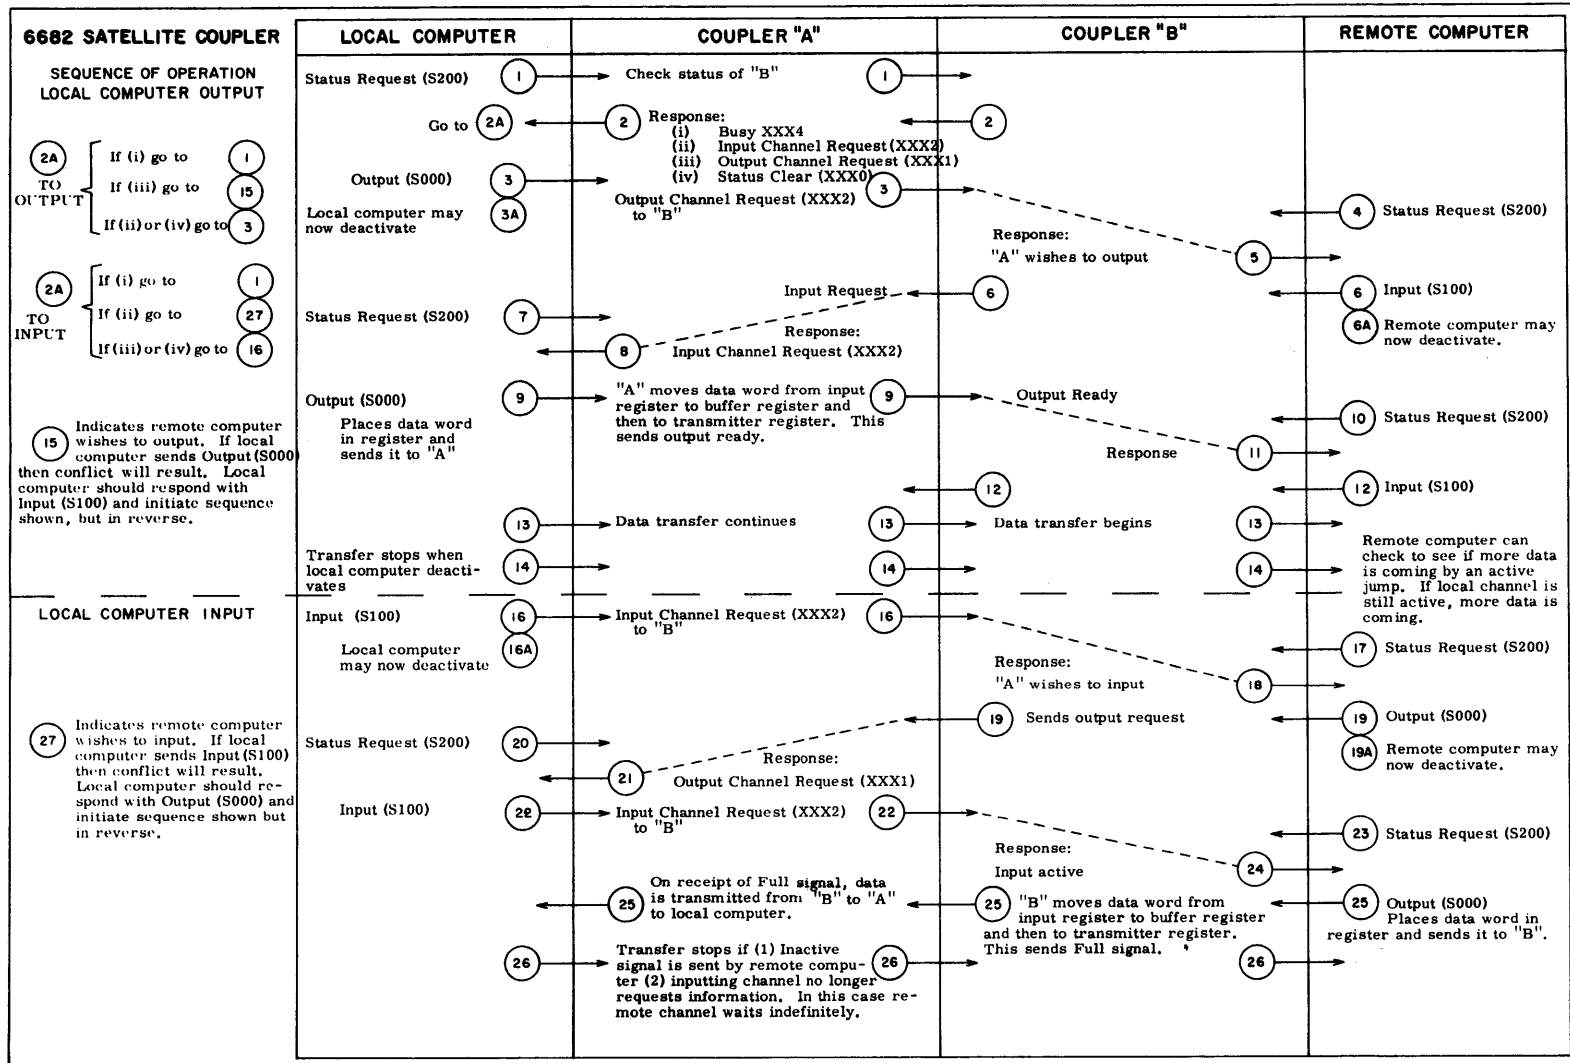 6682 SATELLITE COUPLER
SEQUENCE OF OPERATION
LOCAL COMPUTER OUTPUT
2A
TO
OUTPUT
If (i) go to 1
If (iii) go to 15
If (ii) or (iv) go to 3
2A
TO
INPUT
If (i) go to 1
If (ii) go to 27
If (iii) or (iv) go to 16
15 Indicates remote computer
wishes to output. If local
computer sends Output (S000)
then conflict will result. Local
computer should respond with
Input (S100) and initiate sequence
shown, but in reverse.
LOCAL COMPUTER INPUT
27 Indicates remote computer
wishes to input. If local
computer sends Input (S100)
then conflict will result.
Local computer should re-
spond with Output (S000) and
initiate sequence shown but
in reverse.
LOCAL COMPUTER
Status Request (S200) 1
Go to 2A
Output (S000) 3
Local computer may
now deactivate
3A
Status Request (S200) 7
Output (S000) 9
Places data word
in register and
sends it to "A"
13
Transfer stops when
local computer deacti-
vates
14
Input (S100) 16
Local computer
may now deactivate
16A
Status Request (S200) 20
Input (S100) 22
26
COUPLER "A"
Check status of "B" 1
2 Response:
(i) Busy XXX4
(ii) Input Channel Request (XXX2)
(iii) Output Channel Request (XXX1)
(iv) Status Clear (XXX0)
Output Channel Request (XXX2)
to "B"
3
Input Request
Response:
8 Input Channel Request (XXX2)
"A" moves data word from input
register to buffer register and
then to transmitter register. This
sends output ready.
9
Data transfer continues 13
14
Input Channel Request (XXX2)
to "B"
16
Response:
21 Output Channel Request (XXX1)
Input Channel Request (XXX2)
to "B"
22
25 On receipt of Full signal, data
is transmitted from "B" to "A"
to local computer.
Transfer stops if (1) Inactive
signal is sent by remote compu-
ter (2) inputting channel no longer
requests information. In this case re-
mote channel waits indefinitely.
26
COUPLER "B"
2
Response:
"A" wishes to output 5
6
Output Ready
Response 11
12
Data transfer begins 13
14
Response:
"A" wishes to input 18
19 Sends output request
Response:
Input active 24
25 "B" moves data word from
input register to buffer register
and then to transmitter register.
This sends Full signal.
26
REMOTE COMPUTER
4 Status Request (S200)
6 Input (S100)
6A Remote computer may
now deactivate.
10 Status Request (S200)
12 Input (S100)
Remote computer can
check to see if more data
is coming by an active
jump. If local channel is
still active, more data is
coming.
17 Status Request (S200)
19 Output (S000)
19A Remote computer may
now deactivate.
23 Status Request (S200)
25 Output (S000)
Places data word in
register and sends it to "B".